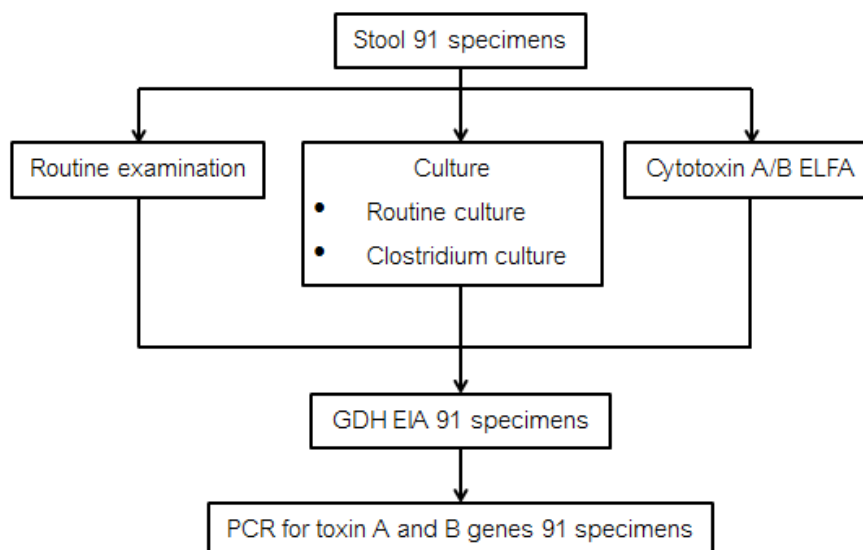 Stool 91 specimens
Routine examination
Culture
• Routine culture
• Clostridium culture
Cytotoxin A/B ELFA
GDH EIA 91 specimens
PCR for toxin A and B genes 91 specimens